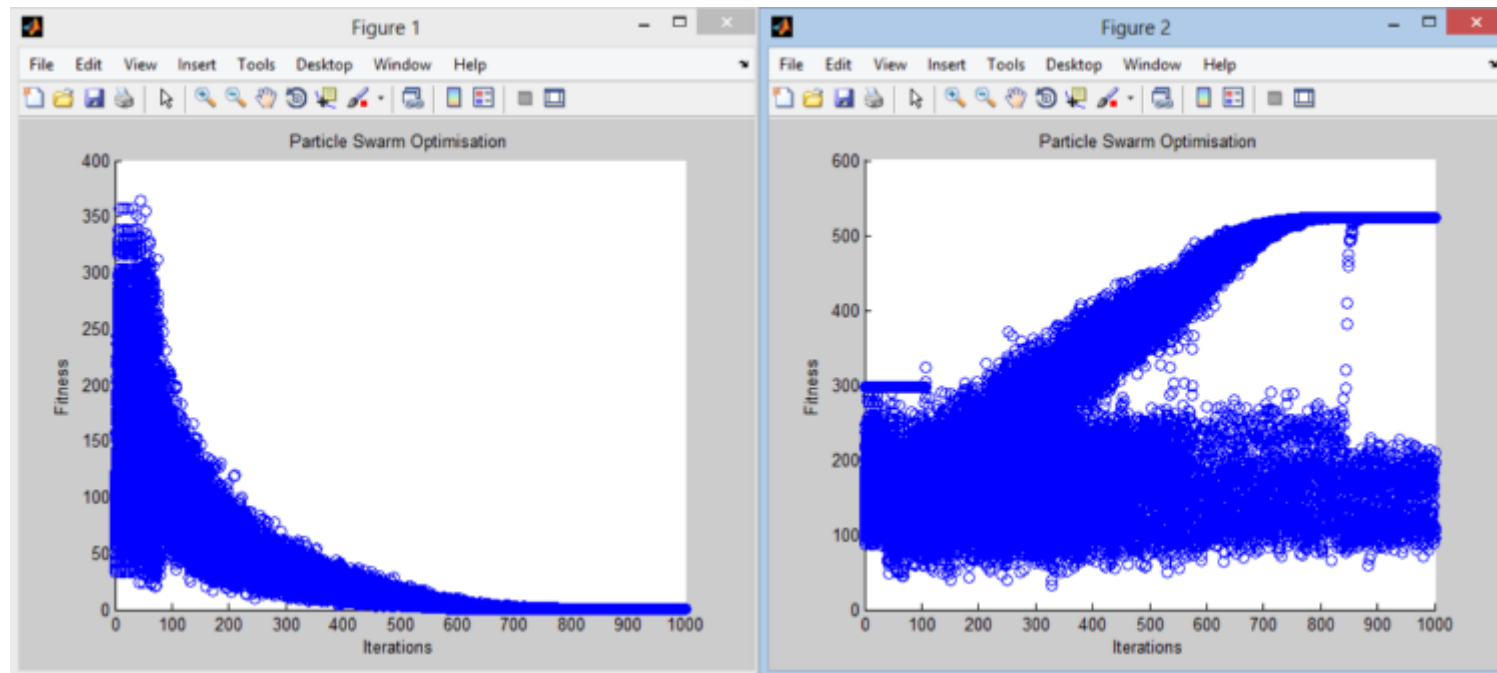 Figure 1
File Edit View Insert Tools Desktop Window Help
Particle Swarm Optimisation
400
350
300
250
200
150
100
50
0
Fitness
0 100 200 300 400 500 600 700 800 900 1000
Iterations
Figure 2
File Edit View Insert Tools Desktop Window Help
Particle Swarm Optimisation
600
500
400
300
200
100
0
Fitness
0 100 200 300 400 500 600 700 800 900 1000
Iterations